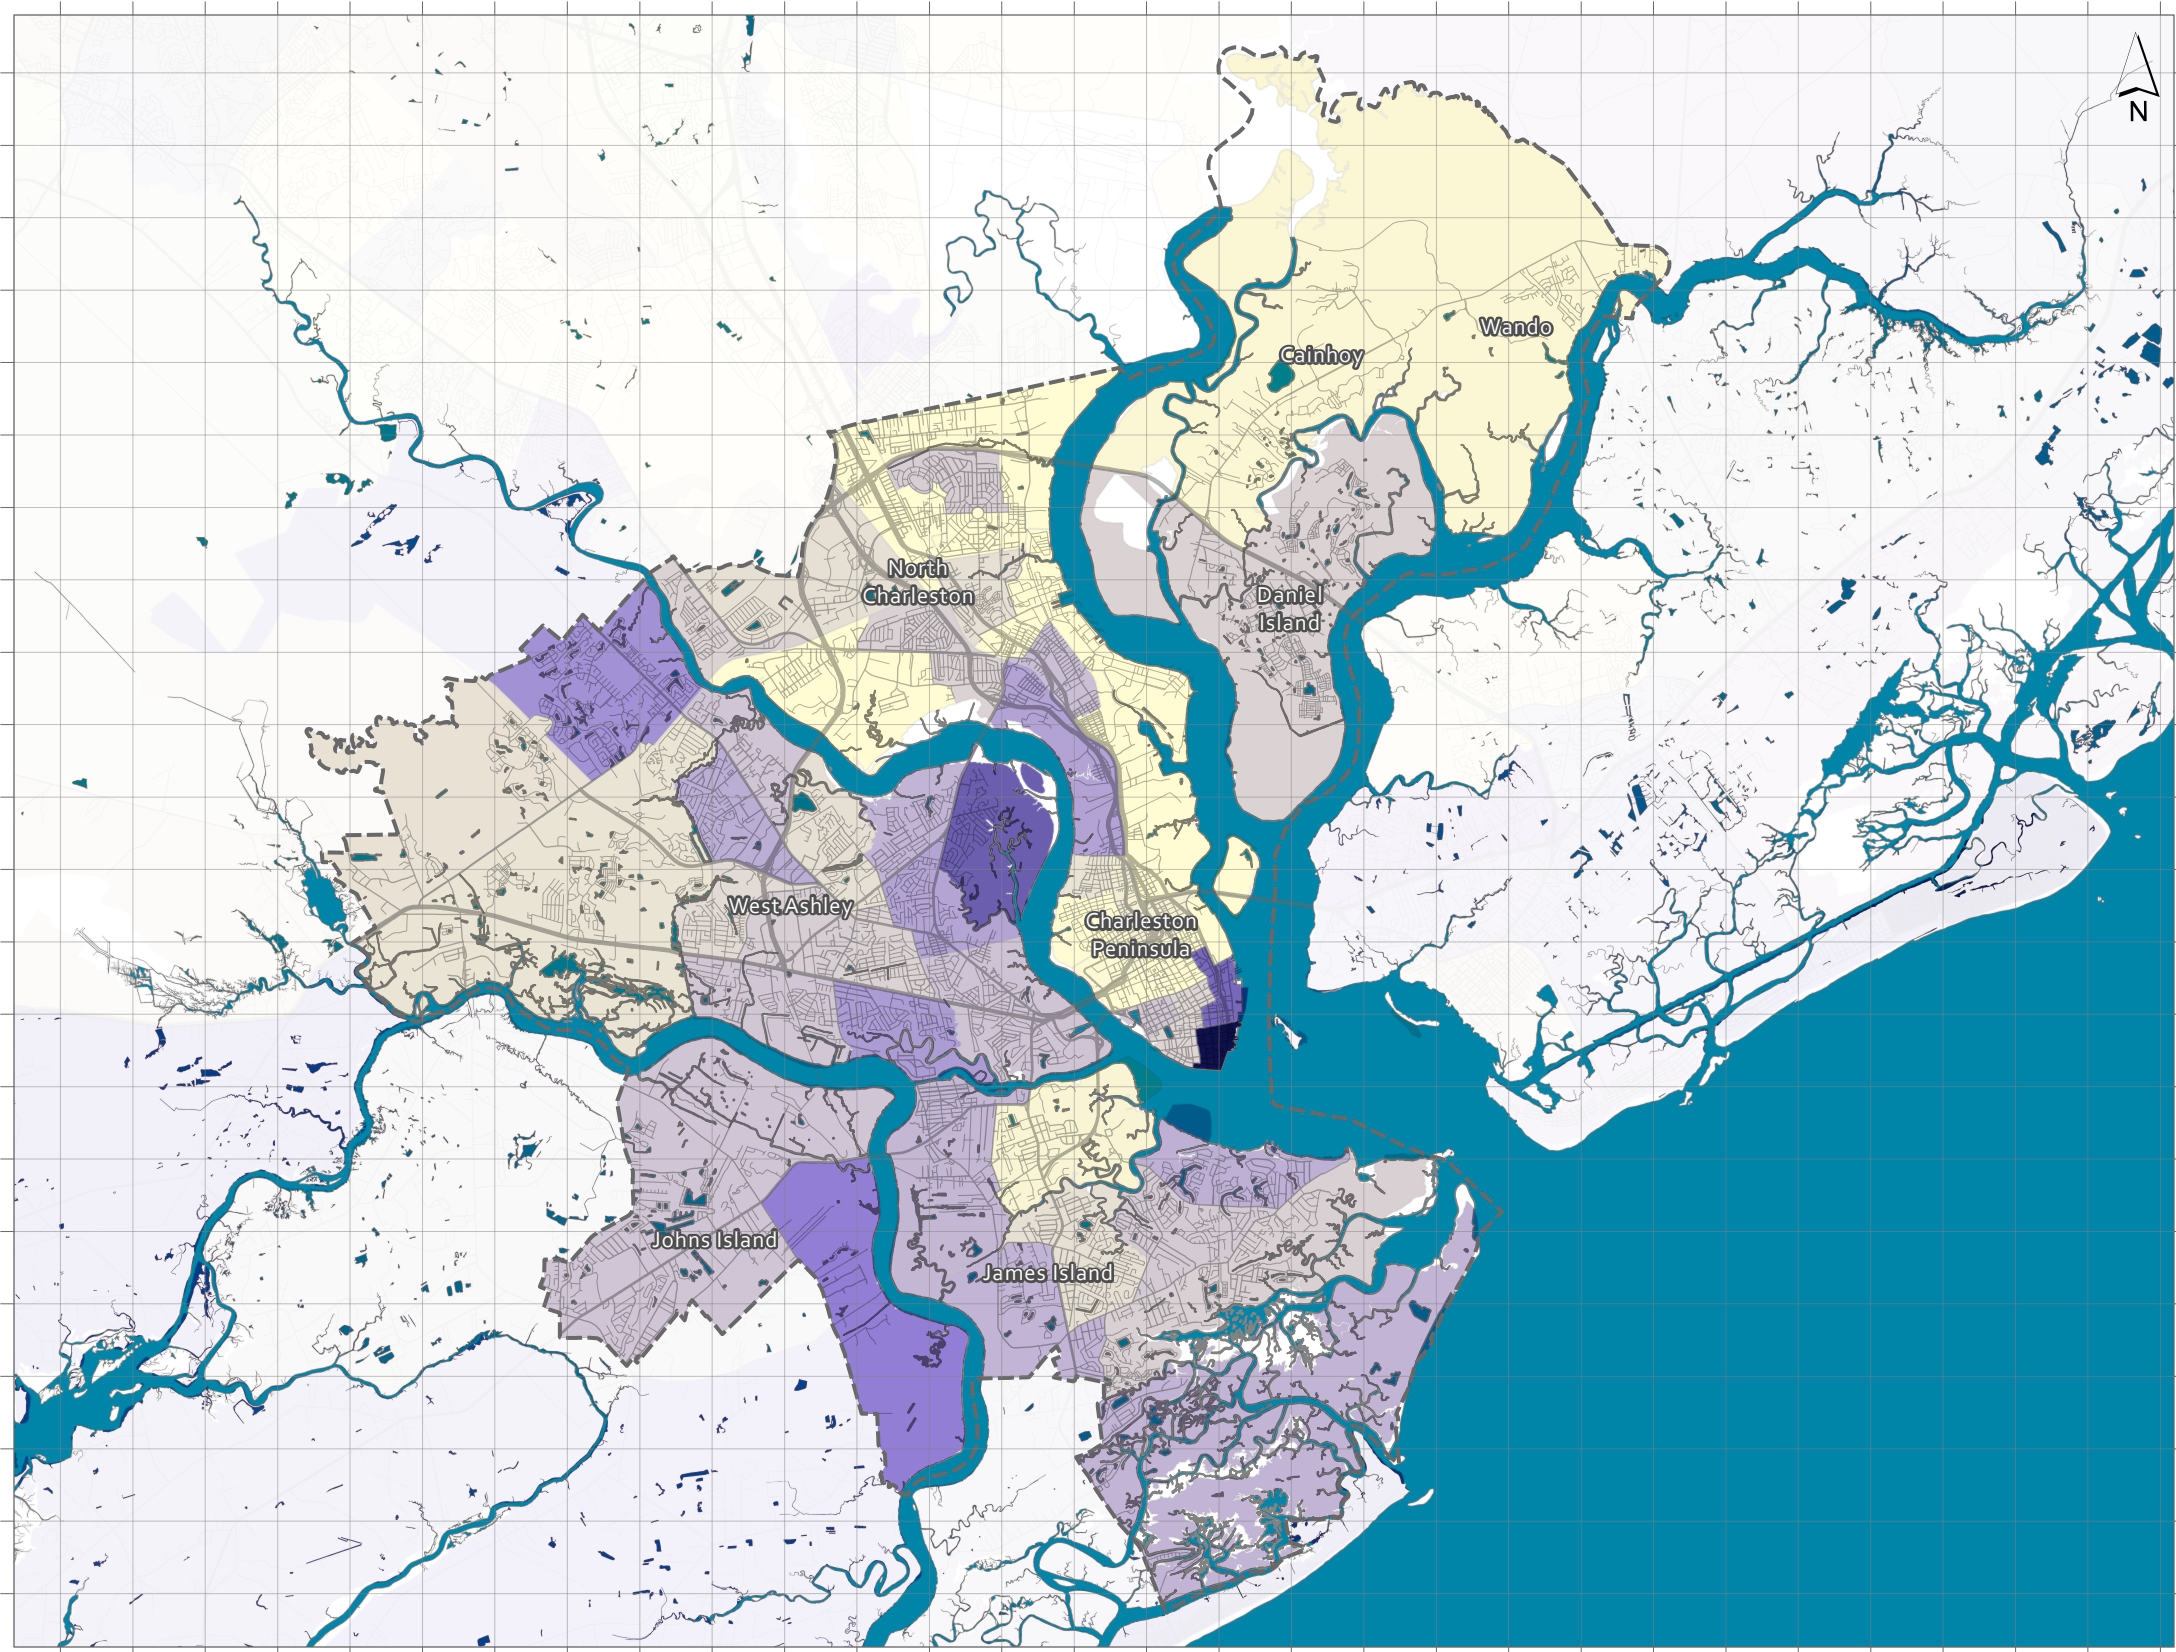 N
Wando
Cainhoy
North
Charleston
Daniel
Island
West Ashley
Charleston
Peninsula
Johns Island
James Island